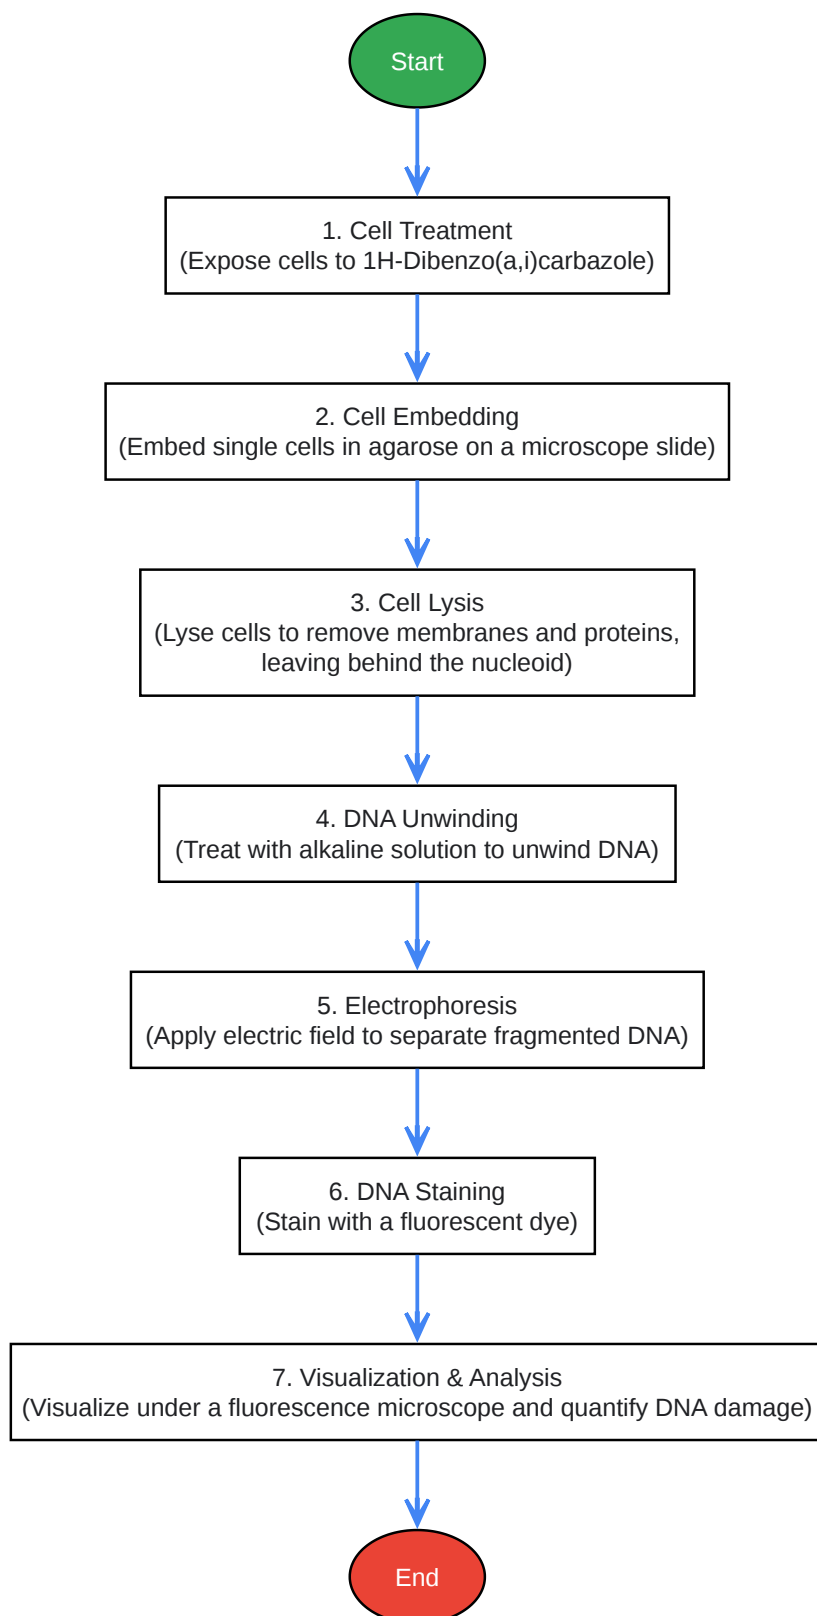 Start
1. Cell Treatment
(Expose cells to 1H-Dibenzo(a,i)carbazole)
2. Cell Embedding
(Embed single cells in agarose on a microscope slide)
3. Cell Lysis
(Lyse cells to remove membranes and proteins,
leaving behind the nucleoid)
4. DNA Unwinding
(Treat with alkaline solution to unwind DNA)
5. Electrophoresis
(Apply electric field to separate fragmented DNA)
6. DNA Staining
(Stain with a fluorescent dye)
7. Visualization & Analysis
(Visualize under a fluorescence microscope and quantify DNA damage)
End